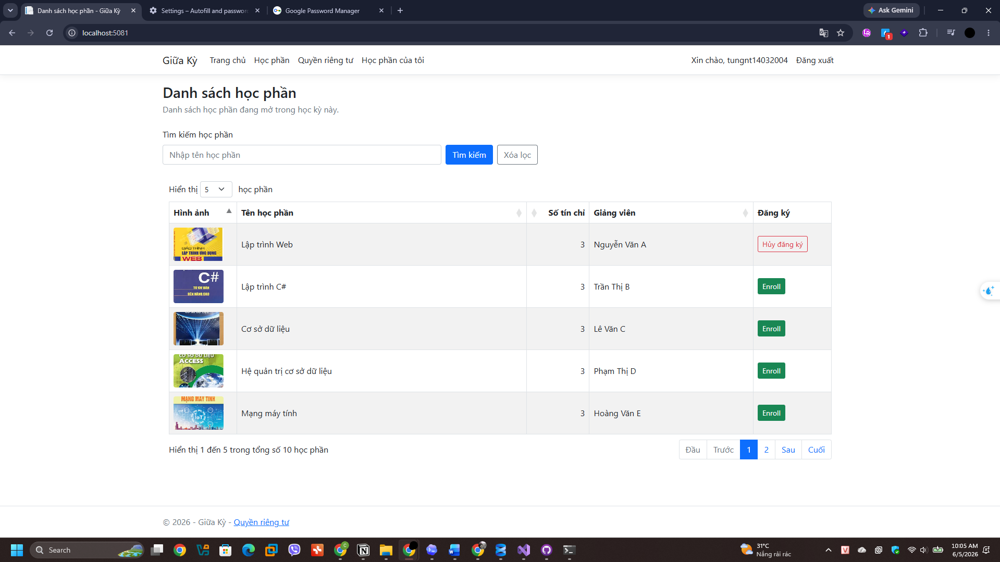 Danh sách học phần - Giữa Kỳ
Settings – Autofill and passwor
Google Password Manager
Ask Gemini
localhost:5081
1
Giữa Kỳ
Trang chủ
Học phần
Quyền riêng tư
Học phần của tôi
Xin chào, tungnt14032004
Đăng xuất
Danh sách học phần
Danh sách học phần đang mở trong học kỳ này.
Tìm kiếm học phần
Nhập tên học phần
Tìm kiếm
Xóa lọc
Hiển thị 5 học phần
Hình ảnh
Tên học phần
Số tín chỉ
Giảng viên
Đăng ký
GIÁO TRÌNH
LẬP TRÌNH ỨNG DỤNG
WEB
Lập trình Web
3
Nguyễn Văn A
Hủy đăng ký
C#
TỪ CƠ BẢN
ĐẾN NÂNG CAO
Lập trình C#
3
Trần Thị B
Enroll
Cơ sở dữ liệu
3
Lê Văn C
Enroll
CƠ SỞ DỮ LIỆU
ACCESS
Hệ quản trị cơ sở dữ liệu
3
Phạm Thị D
Enroll
MẠNG MÁY TÍNH
IoT
Mạng máy tính
3
Hoàng Văn E
Enroll
Hiển thị 1 đến 5 trong tổng số 10 học phần
Đầu
Trước
1
2
Sau
Cuối
© 2026 - Giữa Kỳ - Quyền riêng tư
Search
31°C
Nắng rải rác
10:05 AM
6/5/2026